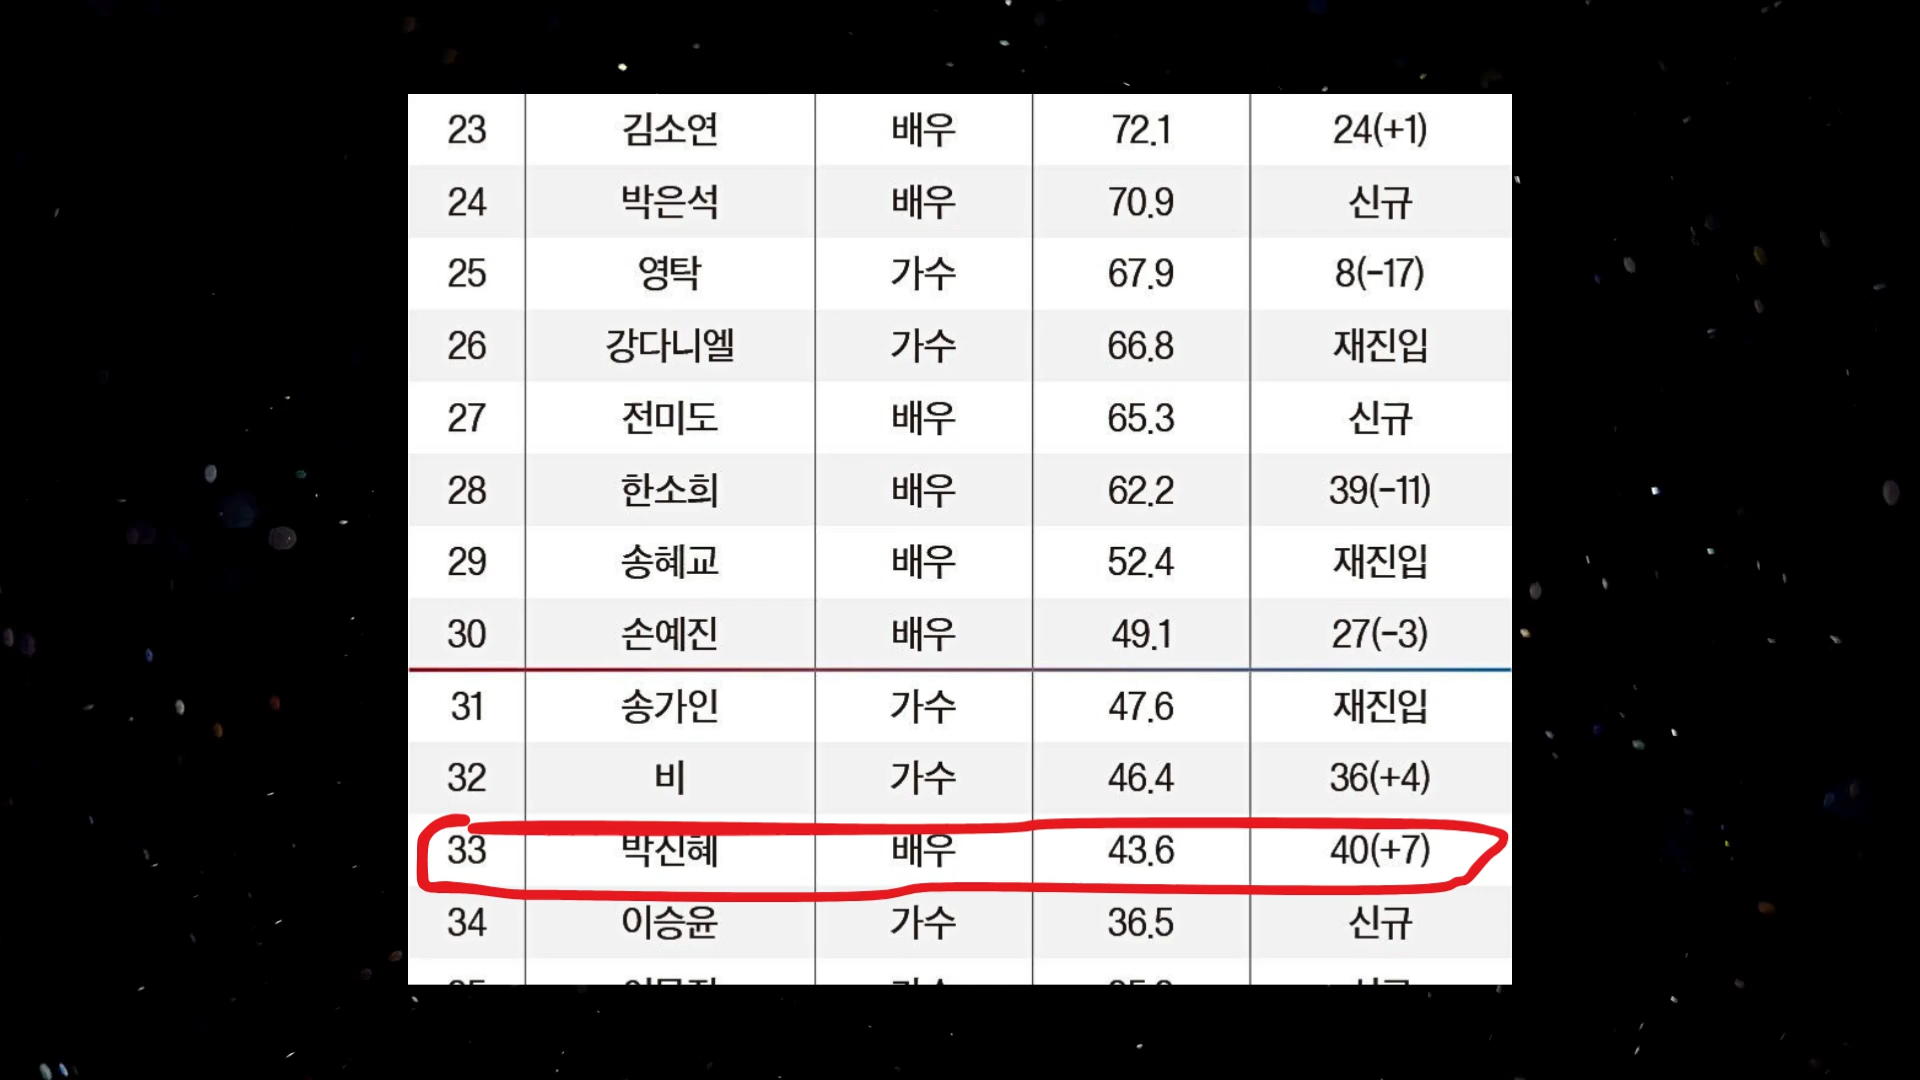 23 김소연 배우 72.1 24(+1)
24 박은석 배우 70.9 신규
25 영탁 가수 67.9 8(-17)
26 강다니엘 가수 66.8 재진입
27 전미도 배우 65.3 신규
28 한소희 배우 62.2 39(-11)
29 송혜교 배우 52.4 재진입
30 손예진 배우 49.1 27(-3)
31 송가인 가수 47.6 재진입
32 비 가수 46.4 36(+4)
33 박신혜 배우 43.6 40(+7)
34 이승윤 가수 36.5 신규